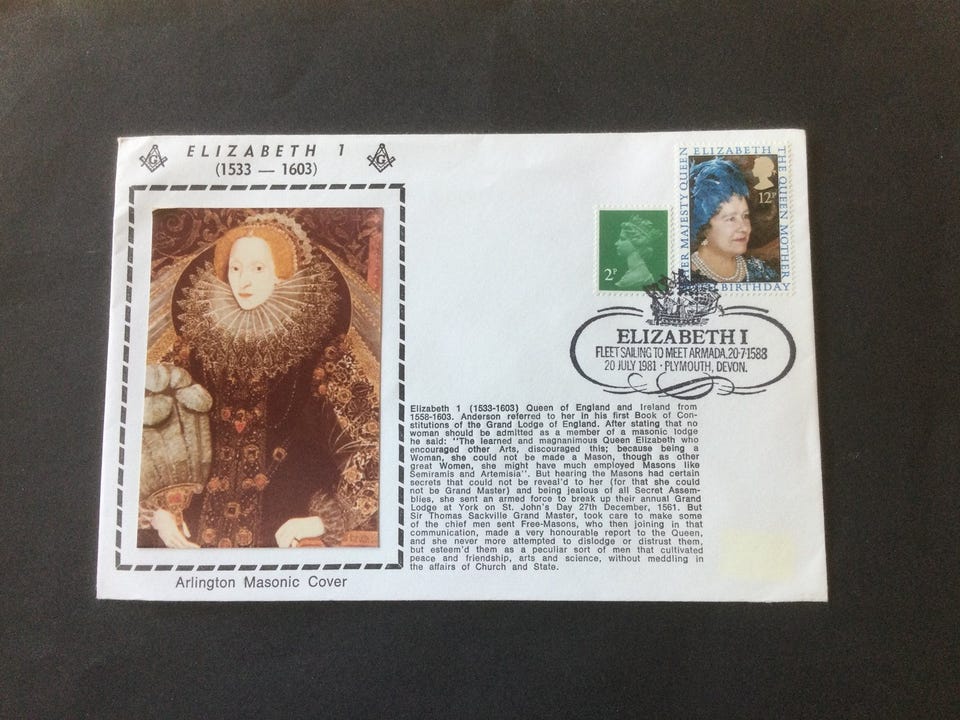 ELIZABETH 1
(1533 — 1603)
G
G
HER MAJESTY QUEEN
ELIZABETH
THE QUEEN MOTHER
BIRTHDAY
12P
2P
ELIZABETH I
FLEET SAILING TO MEET ARMADA. 20·7·1588
20 JULY 1981 · PLYMOUTH, DEVON.
Elizabeth 1 (1533-1603) Queen of England and Ireland from
1558-1603. Anderson referred to her in his first Book of Con-
stitutions of the Grand Lodge of England. After stating that no
woman should be admitted as a member of a masonic lodge
he said: "The learned and magnanimous Queen Elizabeth who
encouraged other Arts, discouraged this; because being a
Woman, she could not be made a Mason, though as other
great Women, she might have much employed Masons like
Semiramis and Artemisia". But hearing the Masons had certain
secrets that could not be reveal'd to her (for that she could
not be Grand Master) and being jealous of all Secret Assem-
blies, she sent an armed force to break up their annual Grand
Lodge at York on St. John's Day 27th December, 1561. But
Sir Thomas Sackville Grand Master, took care to make some
of the chief men sent Free-Masons, who then joining in that
communication, made a very honourable report to the Queen,
and she never more attempted to dislodge or distrust them,
but esteem'd them as a peculiar sort of men that cultivated
peace and friendship, arts and science, without meddling in
the affairs of Church and State.
Arlington Masonic Cover